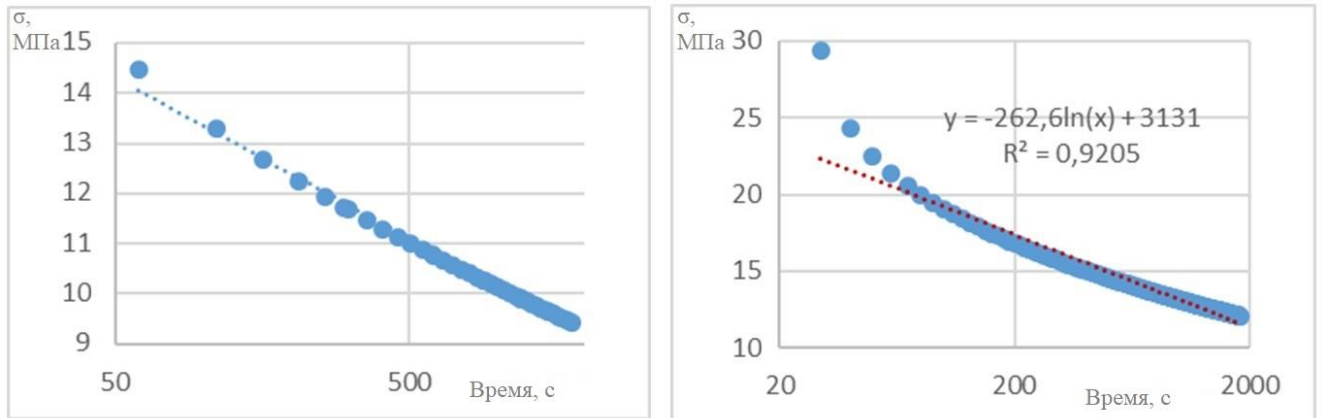 σ,
МПа
15
14
13
12
11
10
9
50
500
Время, с
σ,
МПа
30
25
20
15
10
y = -262,6ln(x) + 3131
R² = 0,9205
20
200
2000
Время, с